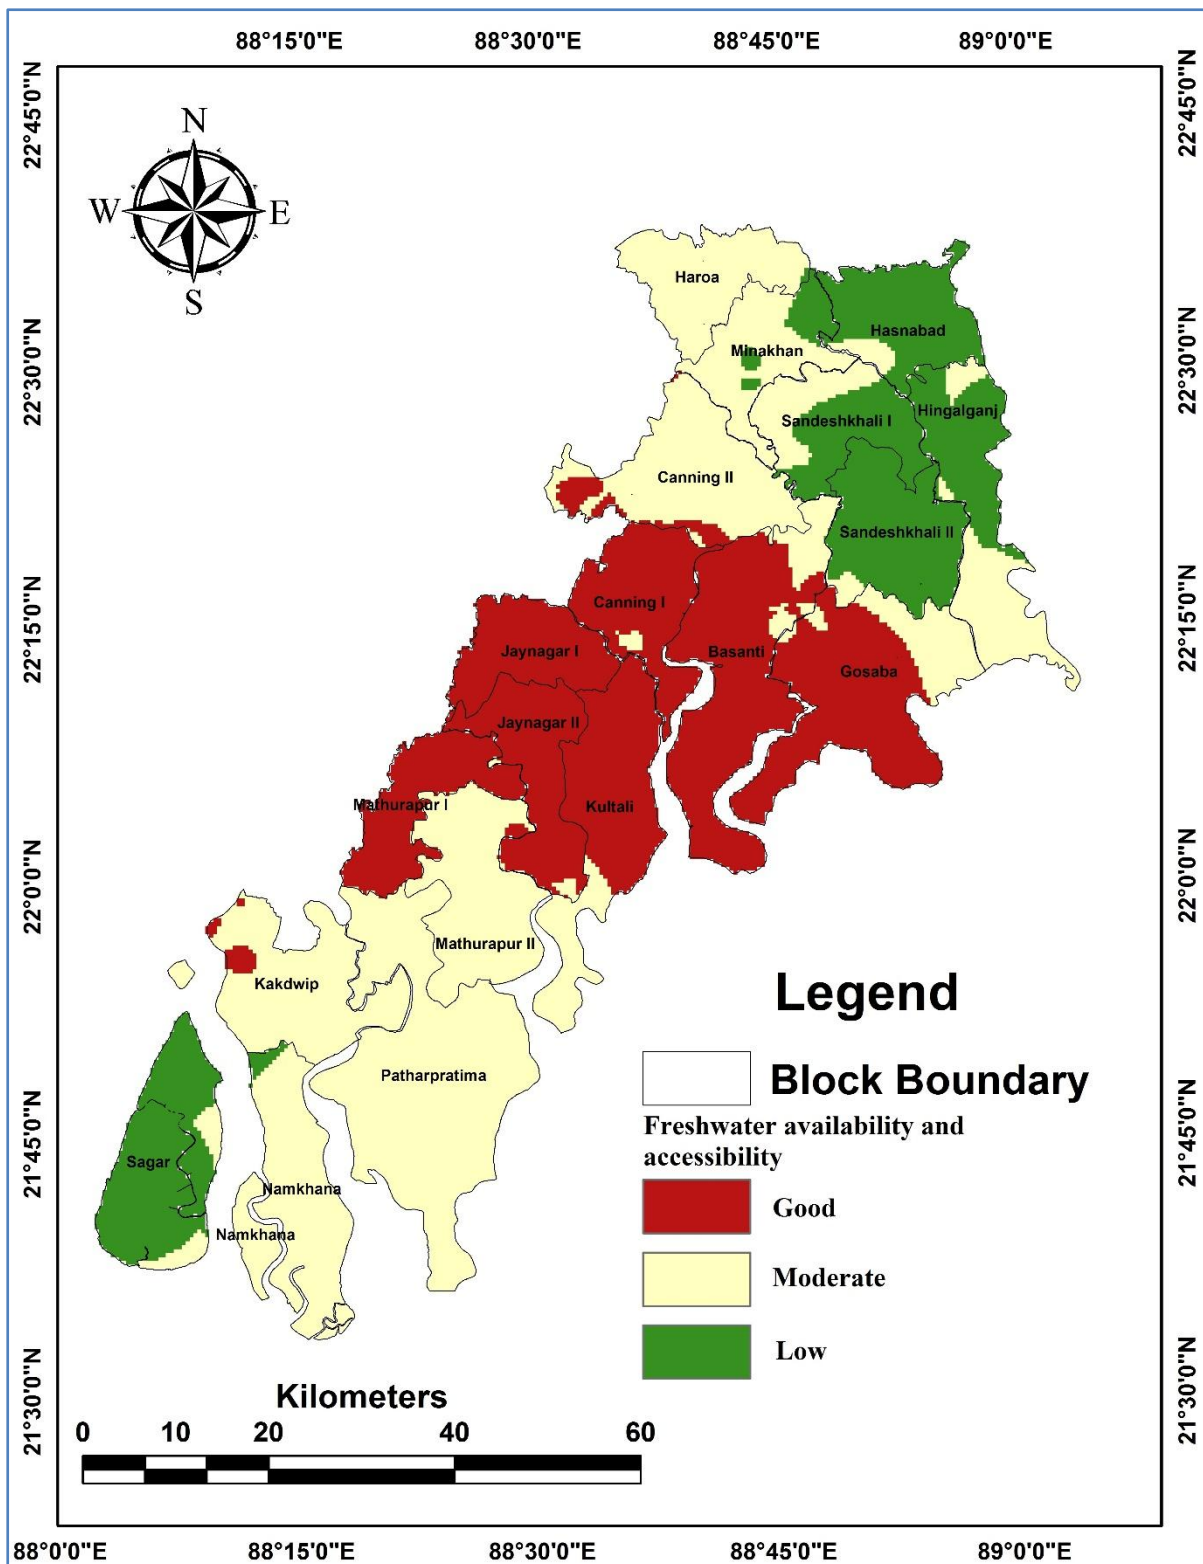 88°15'0"E 88°30'0"E 88°45'0"E 89°0'0"E
22°45'0"N
22°45'0"N
N
W E
S
Haroa
Hasnabad
Minakhan
22°30'0"N
22°30'0"N
Hingalganj
Sandeshkhali I
Canning II
Sandeshkhali II
Canning I
22°15'0"N
22°15'0"N
Jaynagar I
Basanti
Gosaba
Jaynagar II
Mathurapur I
Kultali
22°0'0"N
22°0'0"N
Mathurapur II
Kakdwip
Patharpratima
Sagar
Namkhana
Namkhana
21°45'0"N
21°45'0"N
Legend
Block Boundary
Freshwater availability and
accessibility
Good
Moderate
Low
21°30'0"N
21°30'0"N
Kilometers
0 10 20 40 60
88°0'0"E 88°15'0"E 88°30'0"E 88°45'0"E 89°0'0"E